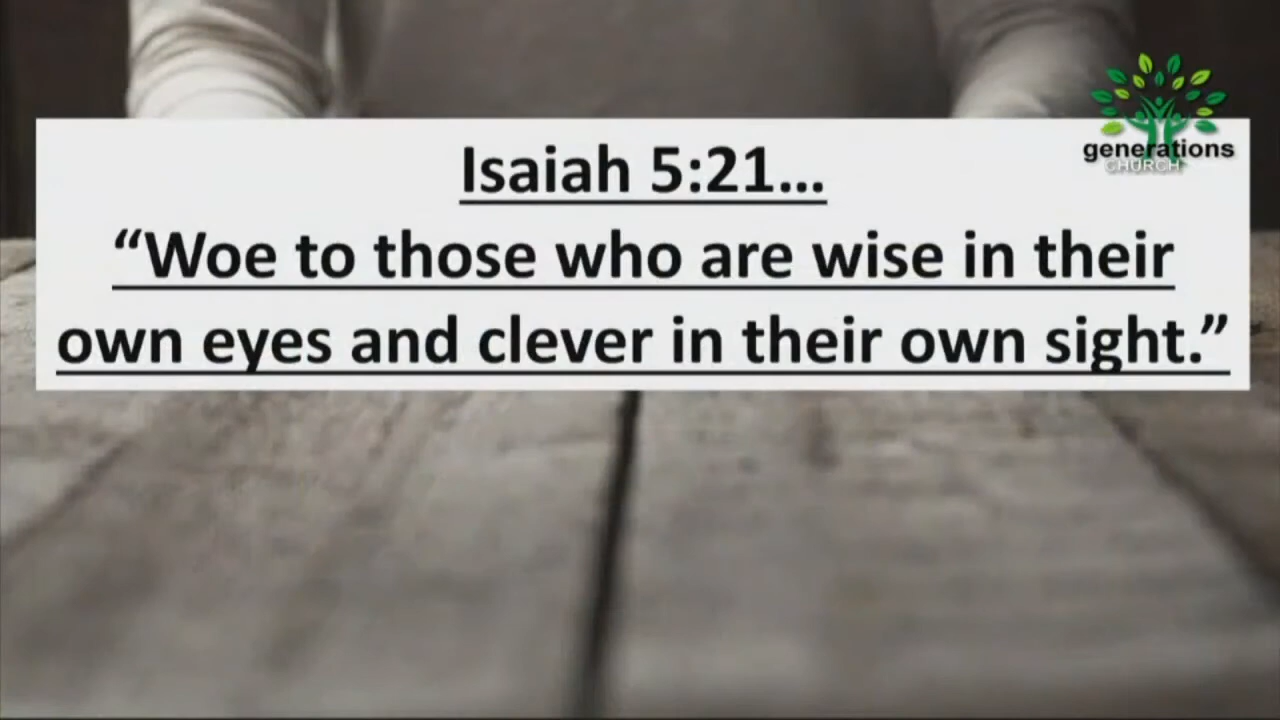 Isaiah 5:21...
“Woe to those who are wise in their
own eyes and clever in their own sight.”
generations
CHURCH